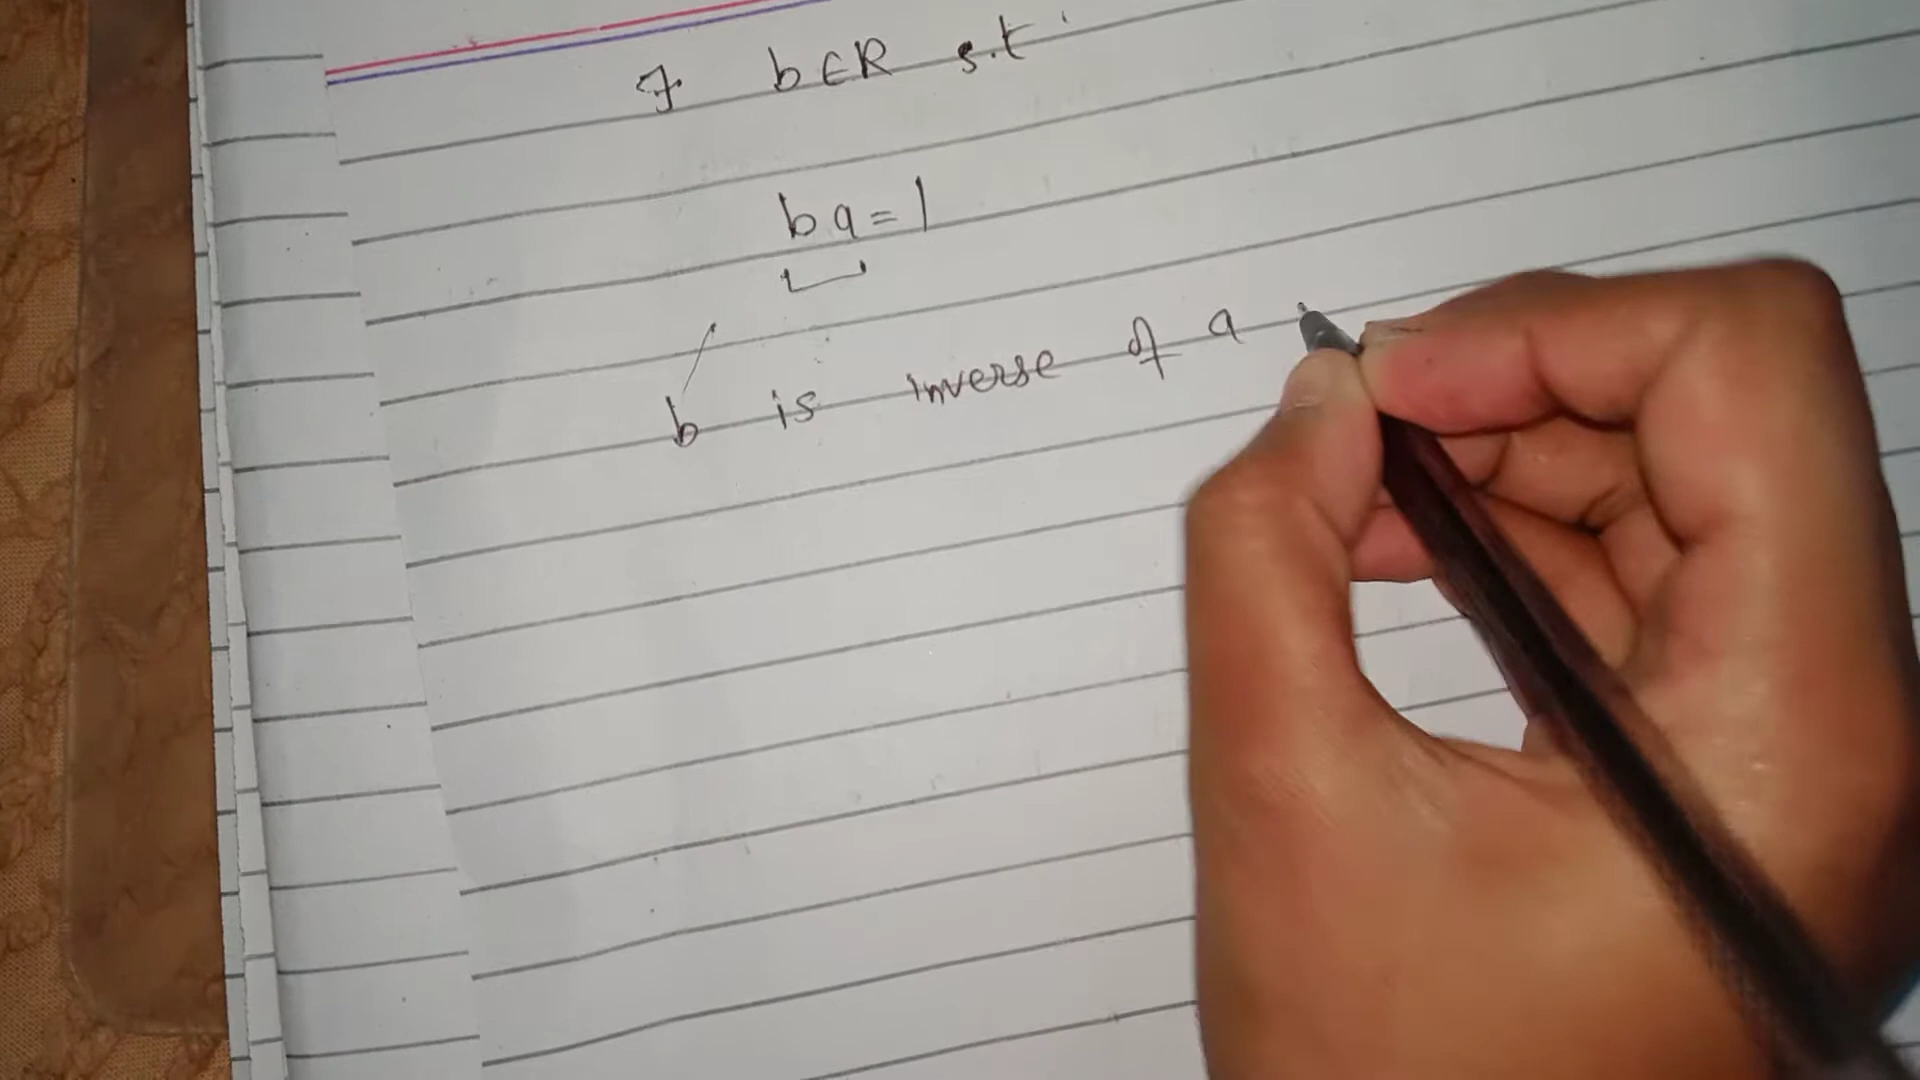 ∃ b ∈ R s.t.
ba = 1
b is inverse of a